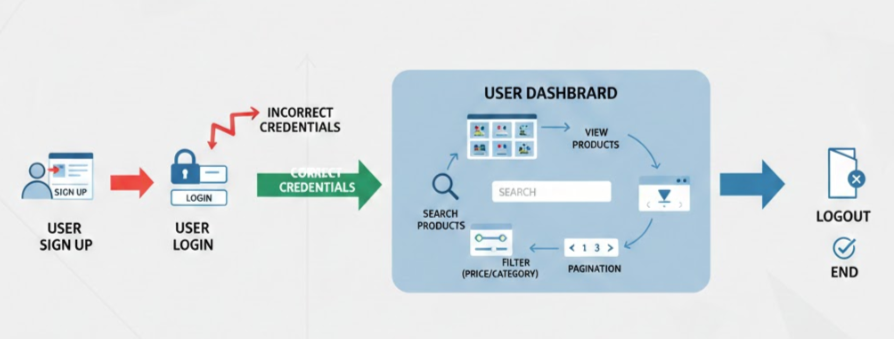 SIGN UP
USER
SIGN UP
LOGIN
USER
LOGIN
INCORRECT
CREDENTIALS
CORRECT
CREDENTIALS
USER DASHBRARD
VIEW
PRODUCTS
SEARCH
SEARCH
PRODUCTS
FILTER
(PRICE/CATEGORY)
< 1 3 >
PAGINATION
LOGOUT
END